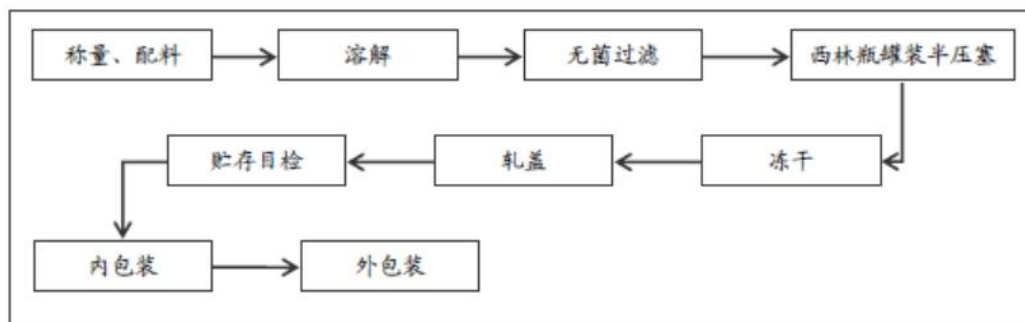 称量、配料
溶解
无菌过滤
西林瓶罐装半压塞
冻干
轧盖
贮存目检
内包装
外包装